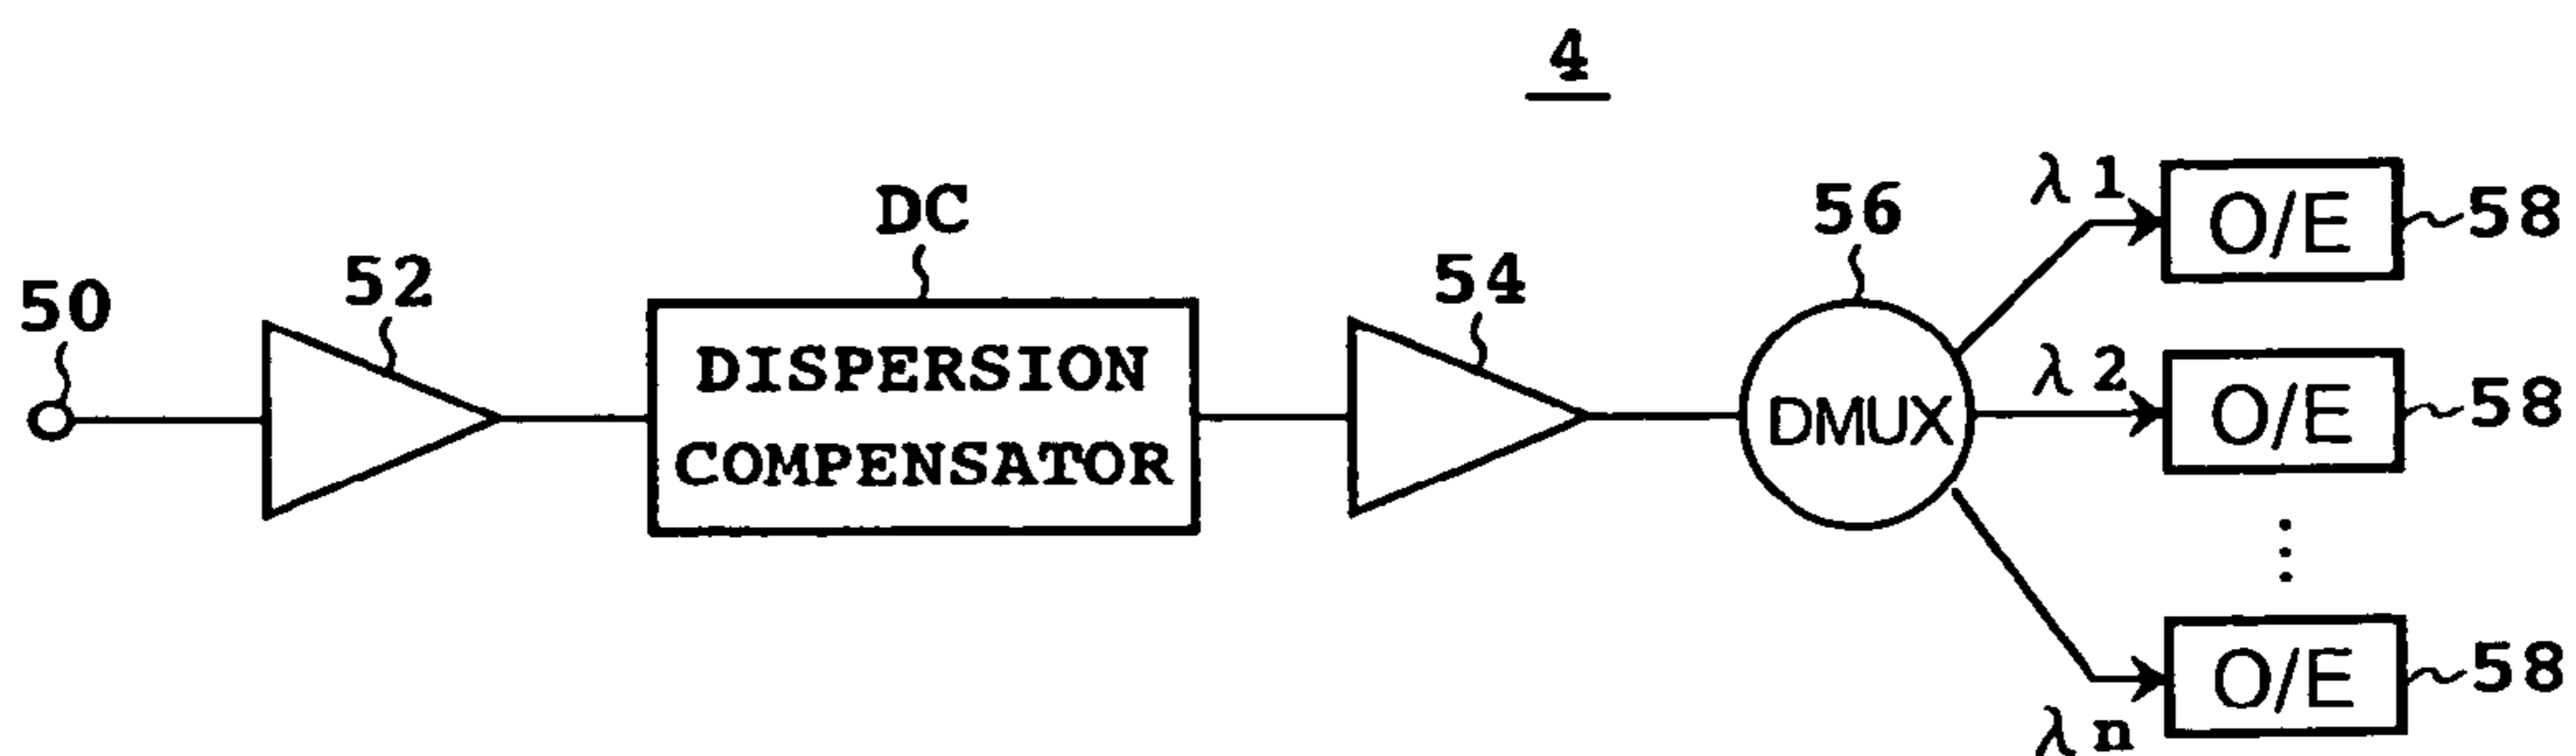 4
50
52
DC
DISPERSION
COMPENSATOR
54
56
DMUX
λ1
O/E
58
λ2
O/E
58
λn
O/E
58